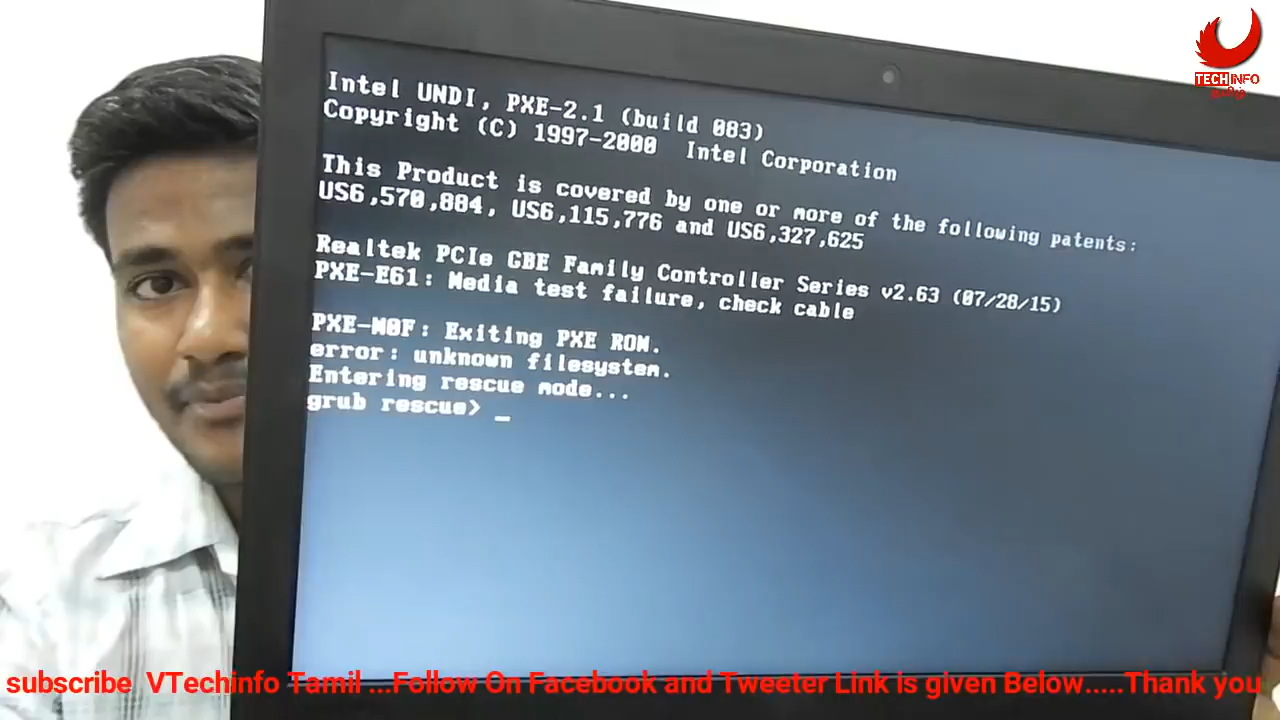 Intel UNDI, PXE-2.1 (build 083)
Copyright (C) 1997-2000  Intel Corporation
This Product is covered by one or more of the following patents:
US6,570,884, US6,115,776 and US6,327,625
Realtek PCIe GBE Family Controller Series v2.63 (07/28/15)
PXE-E61: Media test failure, check cable
PXE-M0F: Exiting PXE ROM.
error: unknown filesystem.
Entering rescue mode...
grub rescue> _
TECHINFO
தமிழ்
subscribe  VTechinfo Tamil ...Follow On Facebook and Tweeter Link is given Below.....Thank you